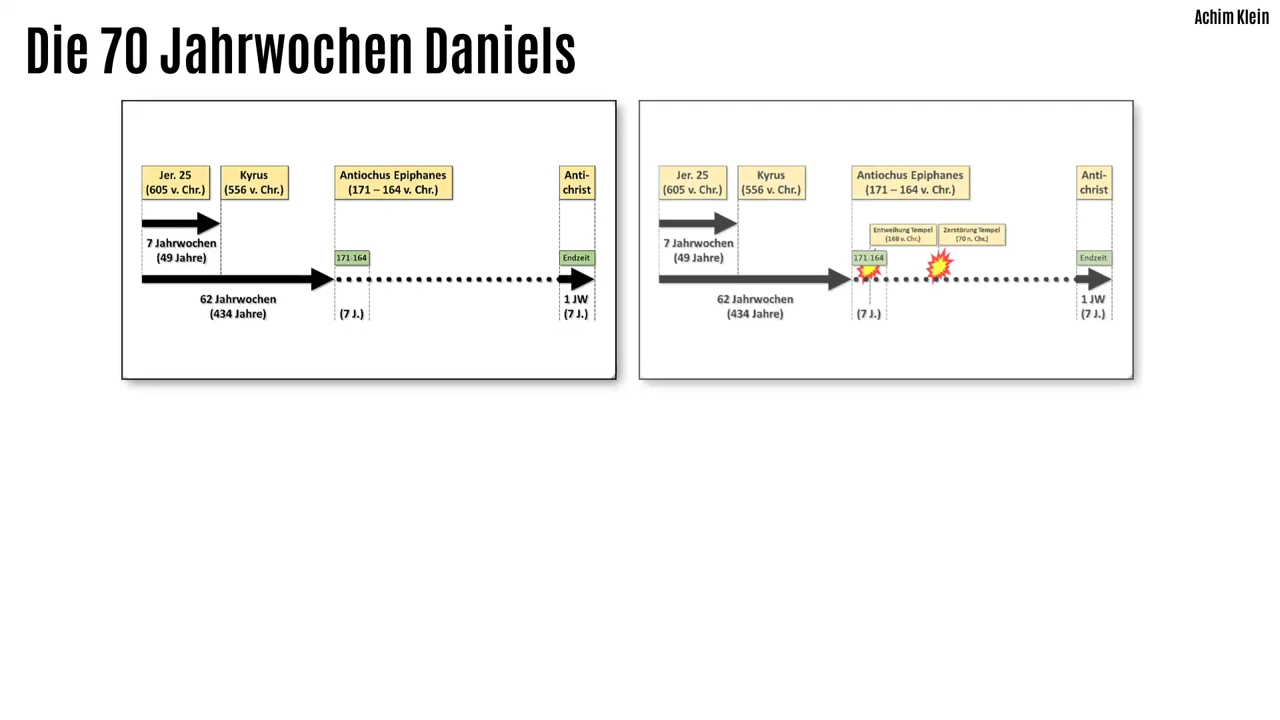 Achim Klein
Die 70 Jahrwochen Daniels
Jer. 25
(605 v. Chr.)
Kyrus
(556 v. Chr.)
Antiochus Epiphanes
(171 – 164 v. Chr.)
Anti-
christ
7 Jahrwochen
(49 Jahre)
171-164
Endzeit
62 Jahrwochen
(434 Jahre)
(7 J.)
1 JW
(7 J.)
Jer. 25
(605 v. Chr.)
Kyrus
(556 v. Chr.)
Antiochus Epiphanes
(171 – 164 v. Chr.)
Anti-
christ
Entweihung Tempel
(168 v. Chr.)
Zerstörung Tempel
(70 n. Chr.)
7 Jahrwochen
(49 Jahre)
171-164
Endzeit
62 Jahrwochen
(434 Jahre)
(7 J.)
1 JW
(7 J.)